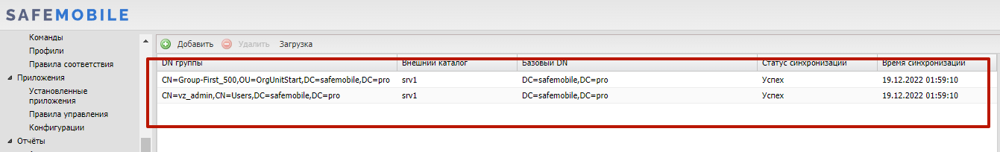 SAFEMOBILE
Команды
Профили
Правила соответствия
Приложения
Установленные
приложения
Правила управления
Конфигурации
Отчёты
Добавить Удалить Загрузка
DN группы Внешний каталог Базовый DN Статус синхронизации Время синхронизации
CN=Group-First_500,OU=OrgUnitStart,DC=safemobile,DC=pro srv1 DC=safemobile,DC=pro Успех 19.12.2022 01:59:10
CN=vz_admin,CN=Users,DC=safemobile,DC=pro srv1 DC=safemobile,DC=pro Успех 19.12.2022 01:59:10